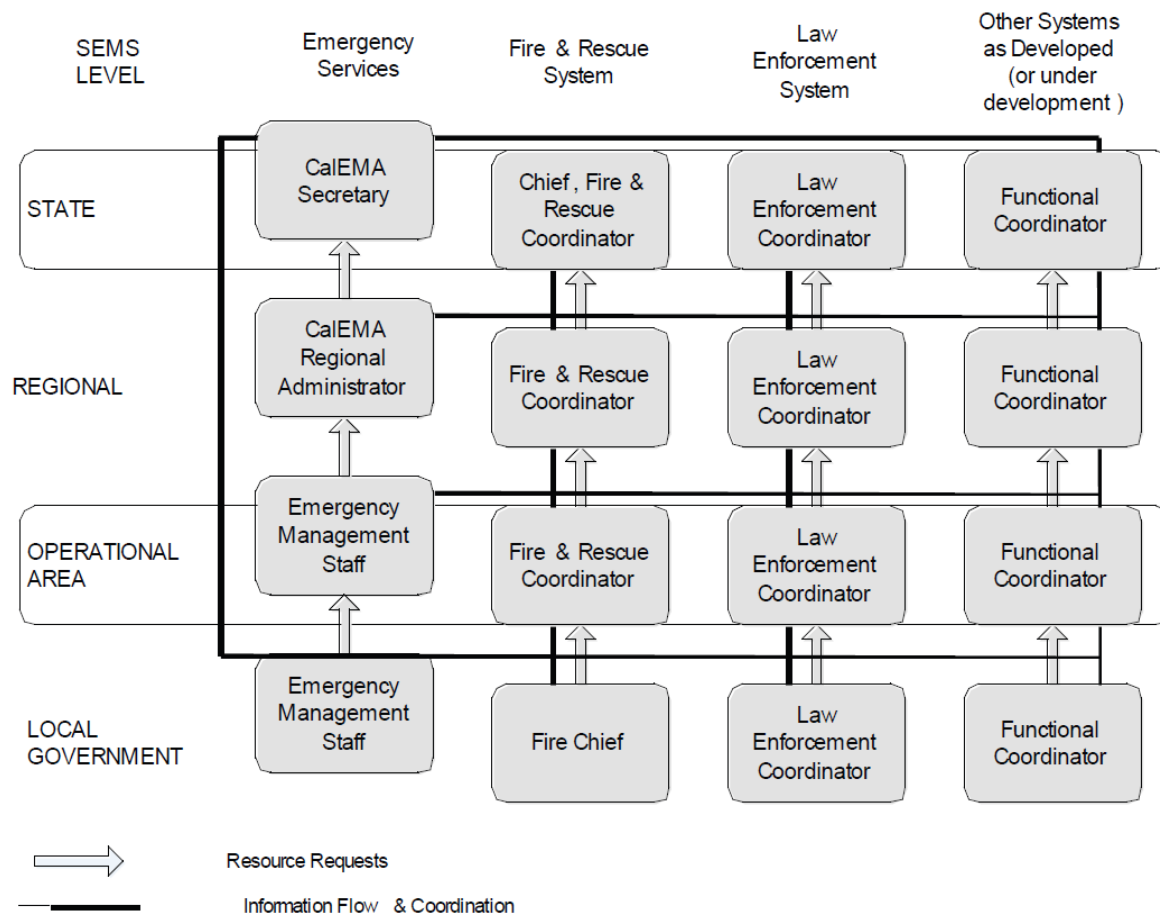 SEMS
LEVEL
Emergency
Services
Fire & Rescue
System
Law
Enforcement
System
Other Systems
as Developed
(or under
development )
STATE
CalEMA
Secretary
Chief , Fire &
Rescue
Coordinator
Law
Enforcement
Coordinator
Functional
Coordinator
REGIONAL
CalEMA
Regional
Administrator
Fire & Rescue
Coordinator
Law
Enforcement
Coordinator
Functional
Coordinator
OPERATIONAL
AREA
Emergency
Management
Staff
Fire & Rescue
Coordinator
Law
Enforcement
Coordinator
Functional
Coordinator
LOCAL
GOVERNMENT
Emergency
Management
Staff
Fire Chief
Law
Enforcement
Coordinator
Functional
Coordinator
Resource Requests
Information Flow & Coordination